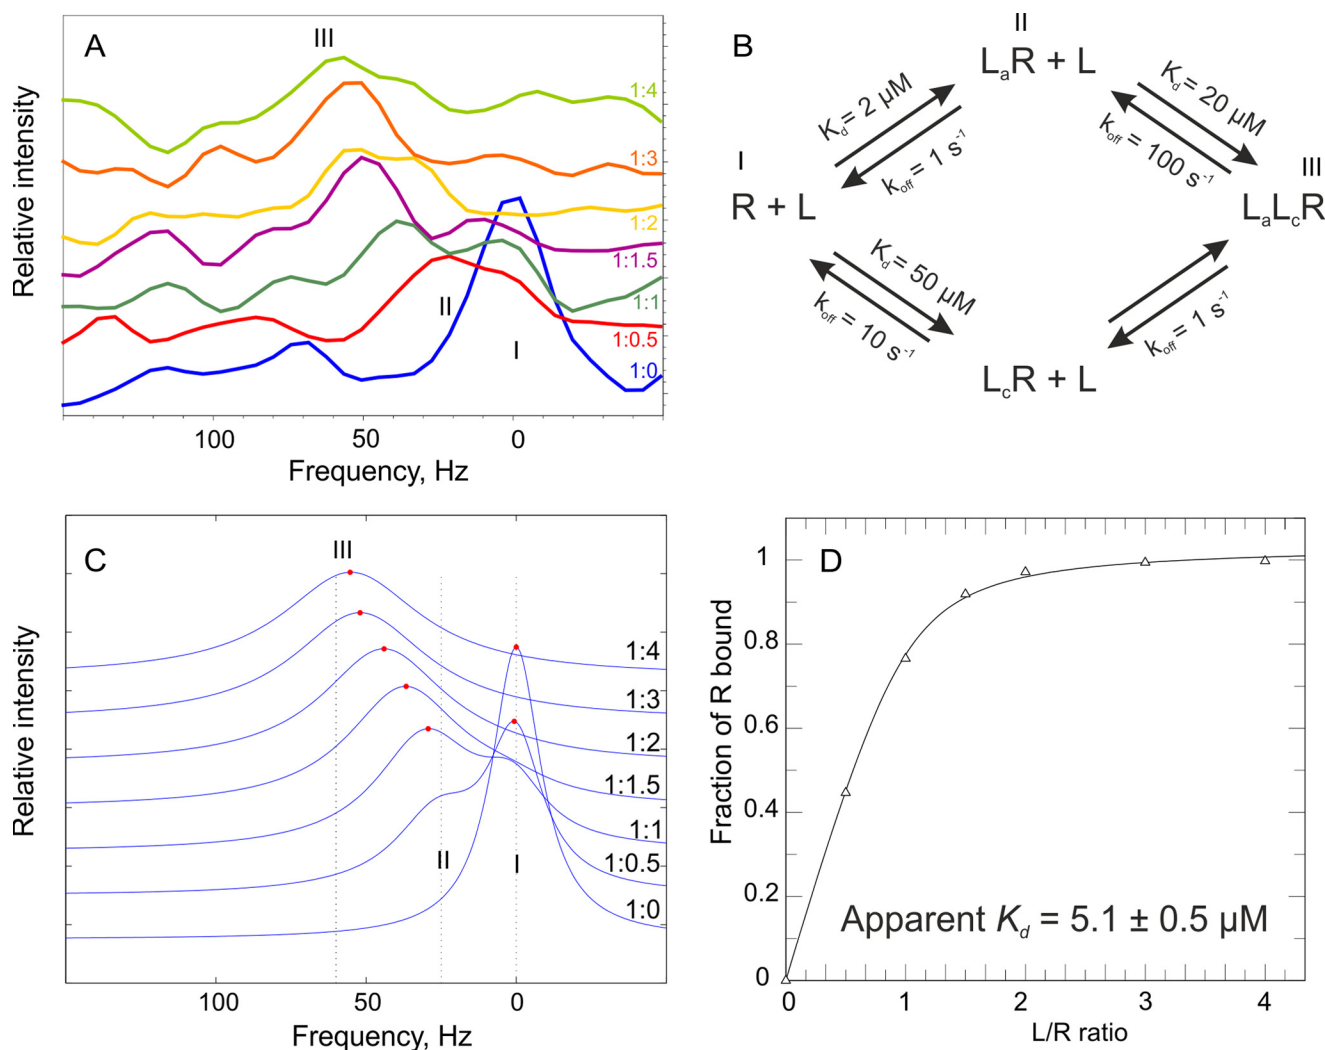 A
III
1:4
1:3
1:2
1:1.5
1:1
1:0.5
1:0
II
I
Relative intensity
100
50
0
Frequency, Hz
B
II
LaR + L
Kd = 2 µM
koff = 1 s-1
Kd = 20 µM
koff = 100 s-1
I
R + L
III
LaLcR
Kd = 50 µM
koff = 10 s-1
koff = 1 s-1
LcR + L
C
III
1:4
1:3
1:2
1:1.5
1:1
1:0.5
1:0
II
I
Relative intensity
100
50
0
Frequency, Hz
D
1
0.8
0.6
0.4
0.2
0
Fraction of R bound
Apparent Kd = 5.1 ± 0.5 µM
0
1
2
3
4
L/R ratio